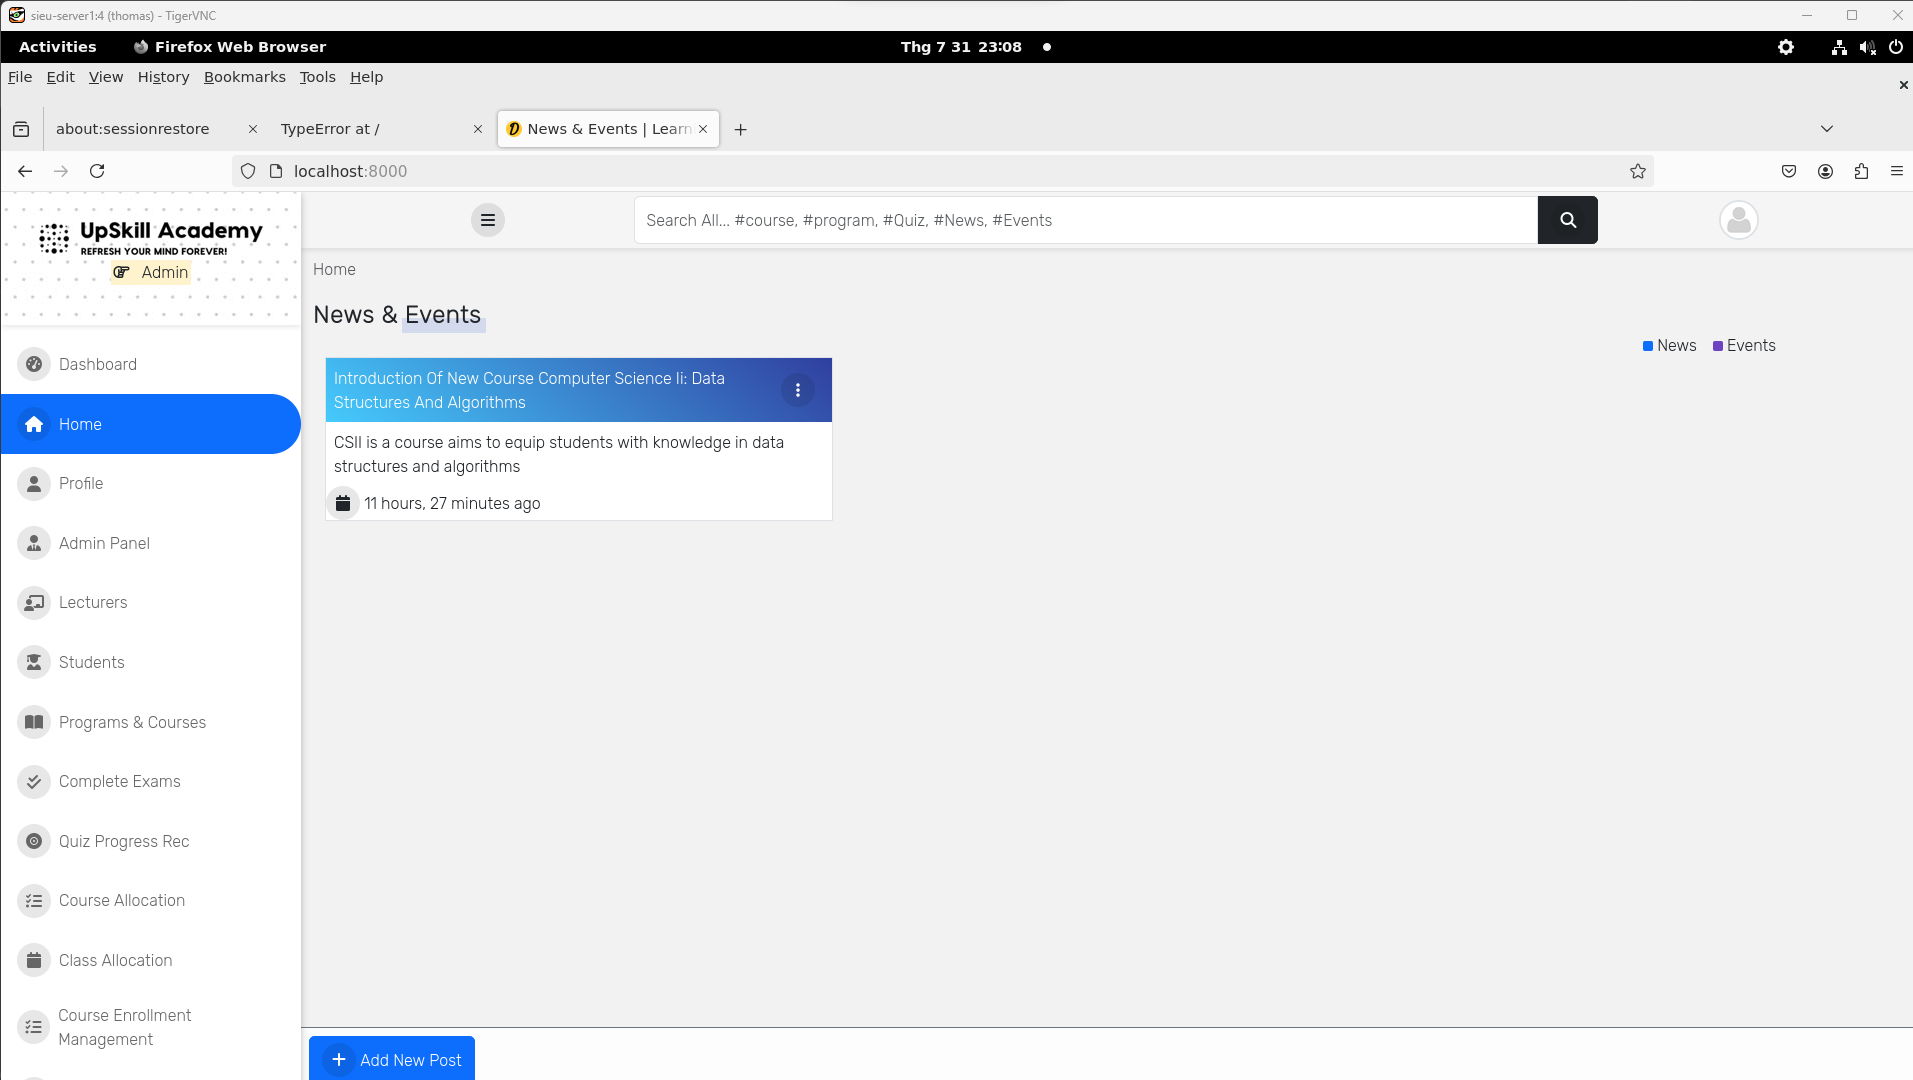 sieu-server1:4 (thomas) - TigerVNC
Activities Firefox Web Browser Thg 7 31 23:08
File Edit View History Bookmarks Tools Help
about:sessionrestore TypeError at / News & Events | Learn
localhost:8000
UpSkill Academy
REFRESH YOUR MIND FOREVER!
Admin
Search All... #course, #program, #Quiz, #News, #Events
Dashboard
Home
Profile
Admin Panel
Lecturers
Students
Programs & Courses
Complete Exams
Quiz Progress Rec
Course Allocation
Class Allocation
Course Enrollment
Management
Home
News & Events
News Events
Introduction Of New Course Computer Science Ii: Data
Structures And Algorithms
CSII is a course aims to equip students with knowledge in data
structures and algorithms
11 hours, 27 minutes ago
Add New Post